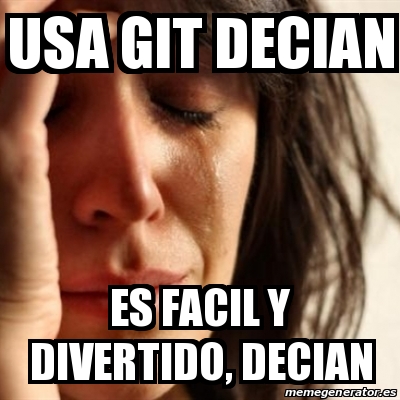 USA GIT DECIAN
ES FACIL Y
DIVERTIDO, DECIAN
memegenerator.es